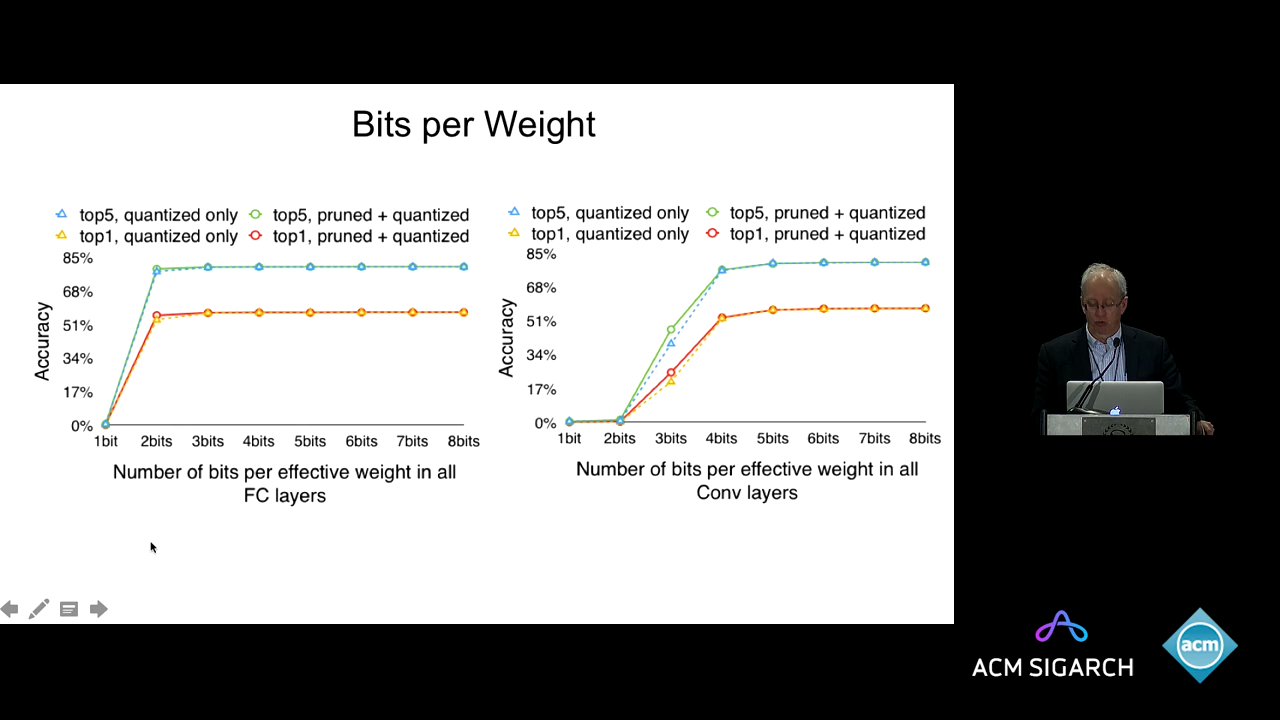 Bits per Weight
top5, quantized only
top5, pruned + quantized
top1, quantized only
top1, pruned + quantized
85%
68%
51%
34%
17%
0%
Accuracy
1bit 2bits 3bits 4bits 5bits 6bits 7bits 8bits
Number of bits per effective weight in all
FC layers
top5, quantized only
top5, pruned + quantized
top1, quantized only
top1, pruned + quantized
85%
68%
51%
34%
17%
0%
Accuracy
1bit 2bits 3bits 4bits 5bits 6bits 7bits 8bits
Number of bits per effective weight in all
Conv layers
ACM SIGARCH
acm